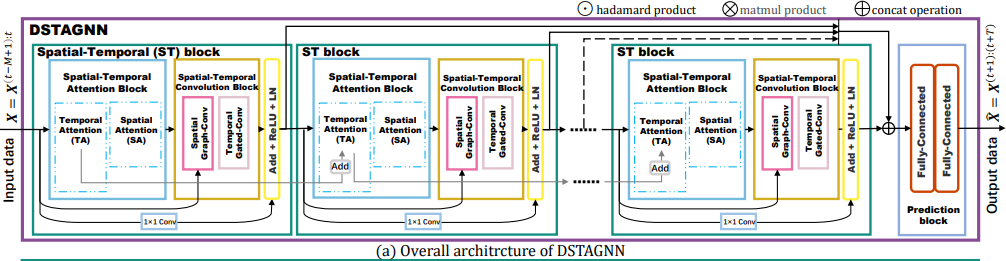 ⊙ hadamard product ⊗ matmul product ⊕ concat operation
DSTAGNN
Input data X = X^(t−M+1):t
Spatial-Temporal (ST) block
Spatial-Temporal
Attention Block
Temporal
Attention
(TA)
Spatial
Attention
(SA)
Spatial-Temporal
Convolution Block
Spatial
Graph-Conv
Temporal
Gated-Conv
Add + ReLU + LN
1×1 Conv
ST block
Spatial-Temporal
Attention Block
Temporal
Attention
(TA)
Add
Spatial
Attention
(SA)
Spatial-Temporal
Convolution Block
Spatial
Graph-Conv
Temporal
Gated-Conv
Add + ReLU + LN
1×1 Conv
ST block
Spatial-Temporal
Attention Block
Temporal
Attention
(TA)
Add
Spatial
Attention
(SA)
Spatial-Temporal
Convolution Block
Spatial
Graph-Conv
Temporal
Gated-Conv
Add + ReLU + LN
1×1 Conv
Fully-Connected
Fully-Connected
Prediction
block
Output data X̂ = X^(t+1):(t+T)
(a) Overall architrcture of DSTAGNN